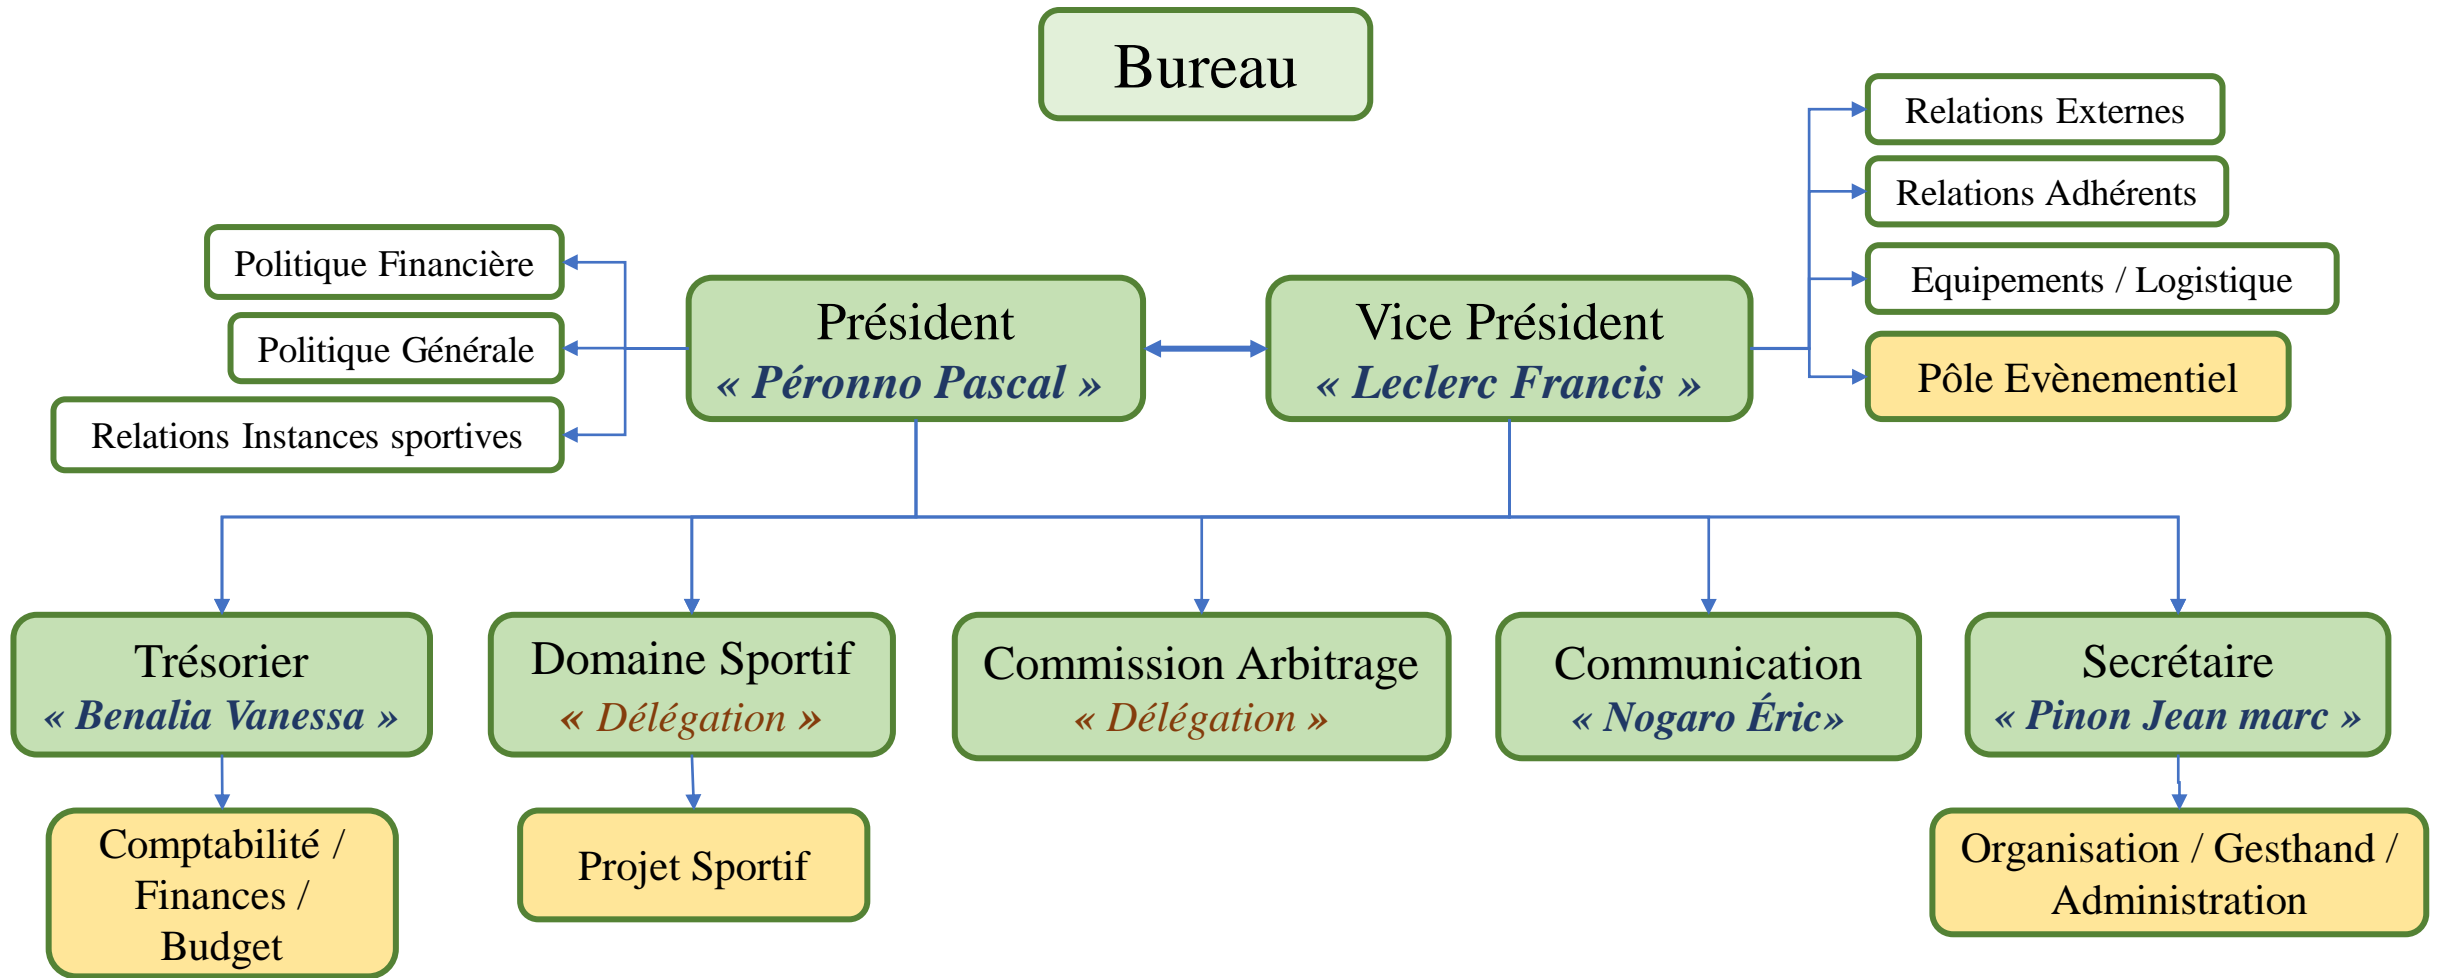 Bureau
Relations Externes
Relations Adhérents
Equipements / Logistique
Pôle Evènementiel
Politique Financière
Politique Générale
Relations Instances sportives
Président
« Péronno Pascal »
Vice Président
« Leclerc Francis »
Trésorier
« Benalia Vanessa »
Domaine Sportif
« Délégation »
Commission Arbitrage
« Délégation »
Communication
« Nogaro Éric»
Secrétaire
« Pinon Jean marc »
Comptabilité /
Finances /
Budget
Projet Sportif
Organisation / Gesthand /
Administration